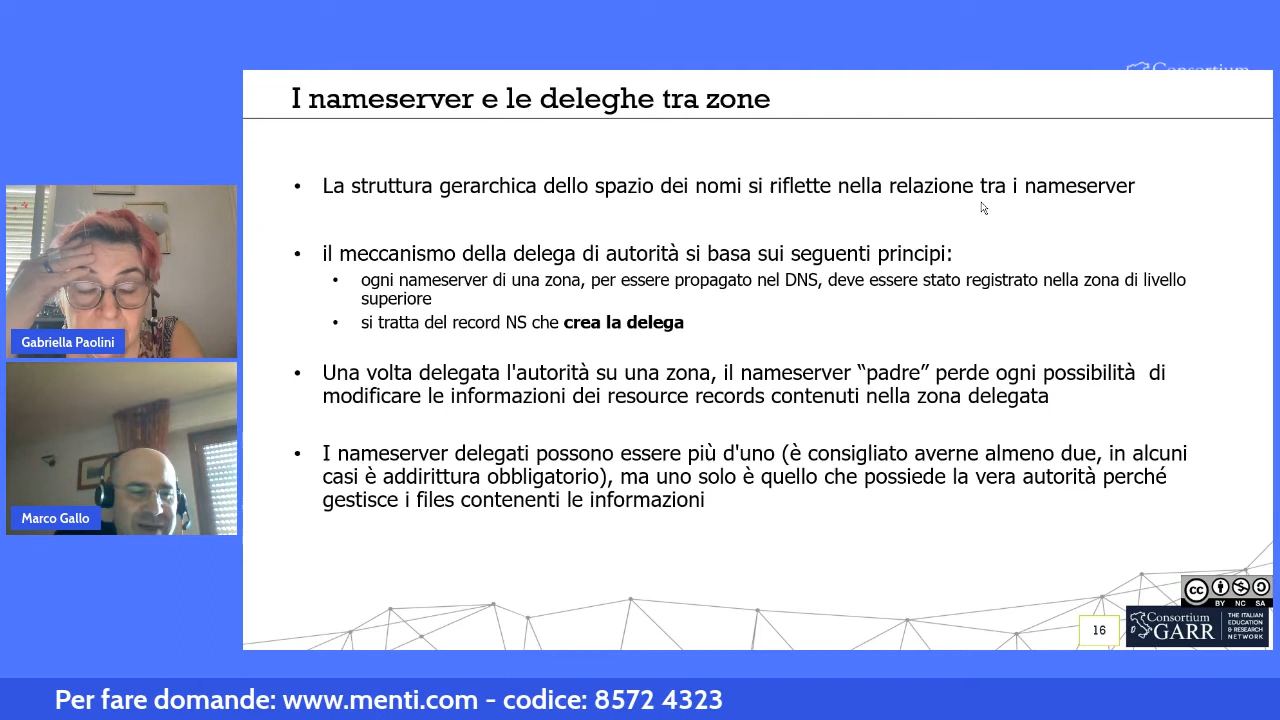 Consortium
I nameserver e le deleghe tra zone
• La struttura gerarchica dello spazio dei nomi si riflette nella relazione tra i nameserver
• il meccanismo della delega di autorità si basa sui seguenti principi:
• ogni nameserver di una zona, per essere propagato nel DNS, deve essere stato registrato nella zona di livello
superiore
• si tratta del record NS che crea la delega
• Una volta delegata l'autorità su una zona, il nameserver “padre” perde ogni possibilità di
modificare le informazioni dei resource records contenuti nella zona delegata
• I nameserver delegati possono essere più d'uno (è consigliato averne almeno due, in alcuni
casi è addirittura obbligatorio), ma uno solo è quello che possiede la vera autorità perché
gestisce i files contenenti le informazioni
Gabriella Paolini
Marco Gallo
16
cc
BY NC SA
Consortium
GARR
THE ITALIAN
EDUCATION
& RESEARCH
NETWORK
Per fare domande: www.menti.com - codice: 8572 4323